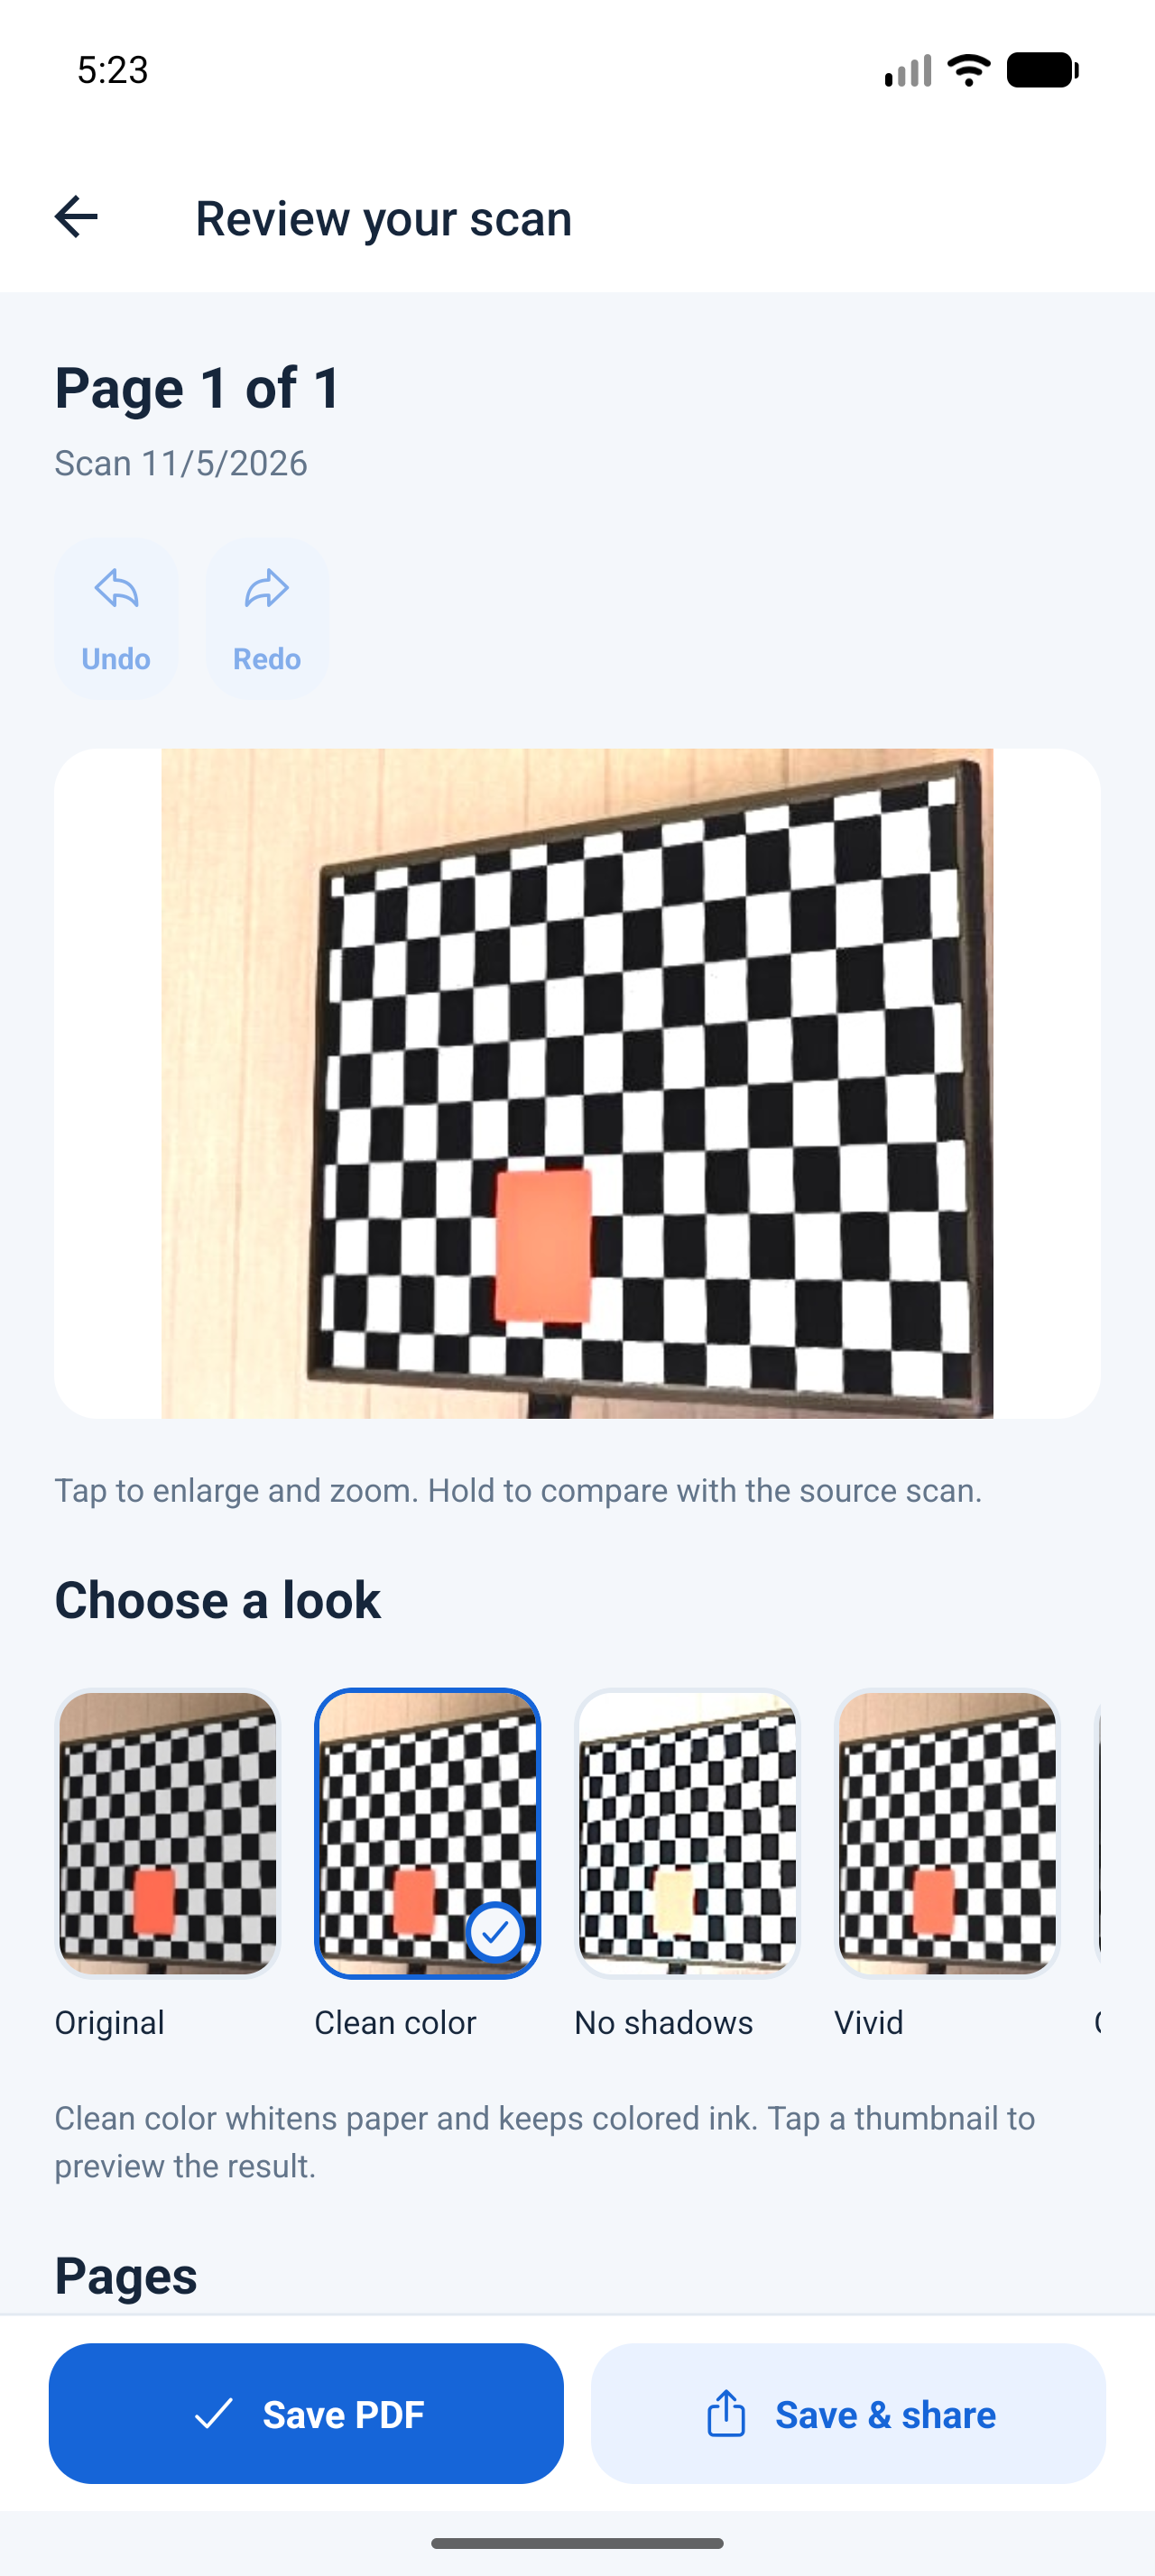 5:23
Review your scan
Page 1 of 1
Scan 11/5/2026
Undo
Redo
Tap to enlarge and zoom. Hold to compare with the source scan.
Choose a look
Original
Clean color
No shadows
Vivid
Clean color whitens paper and keeps colored ink. Tap a thumbnail to
preview the result.
Pages
Save PDF
Save & share